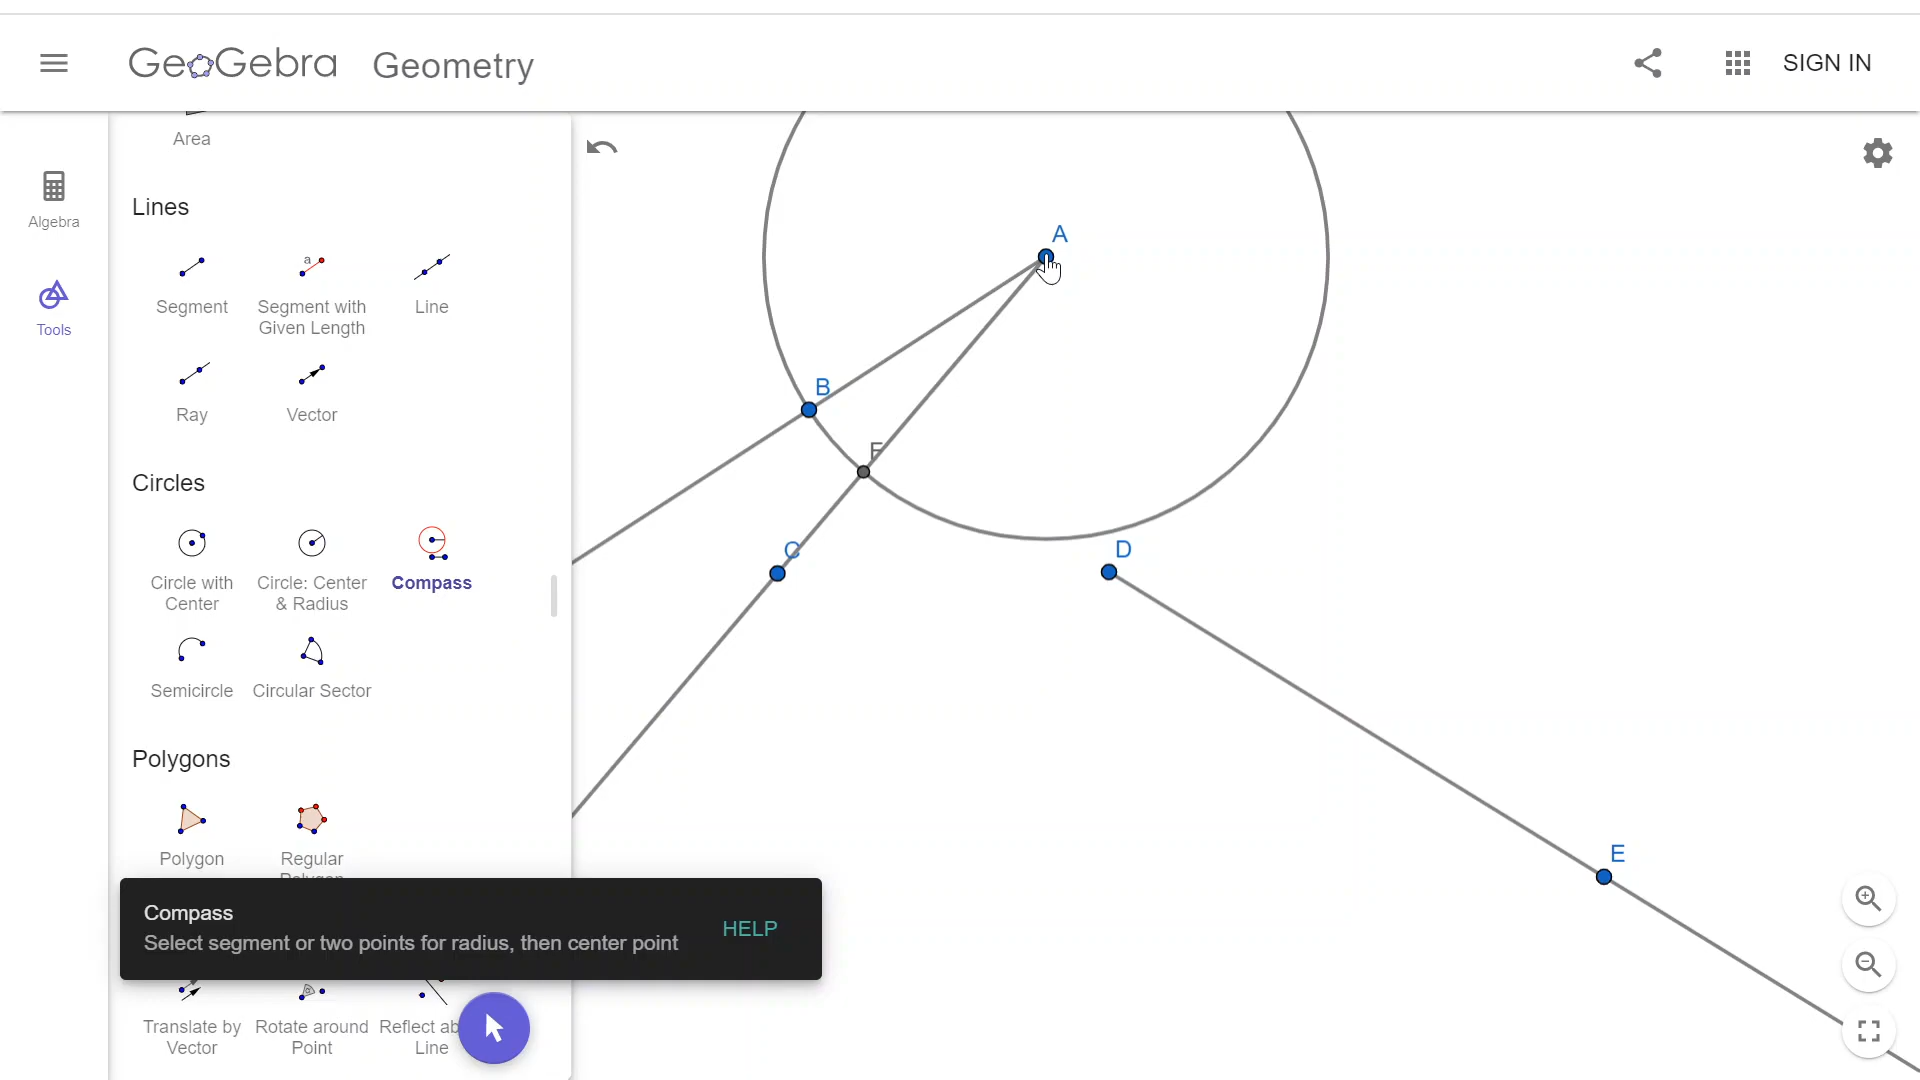 GeoGebra Geometry
SIGN IN
Area
Algebra
Tools
Lines
a
Segment
Segment with
Given Length
Line
Ray
Vector
Circles
Circle with
Center
Circle: Center
& Radius
Compass
Semicircle
Circular Sector
Polygons
Polygon
Regular
Compass
Select segment or two points for radius, then center point
HELP
Translate by
Vector
Rotate around
Point
Reflect ab
Line
A
B
F
C
D
E